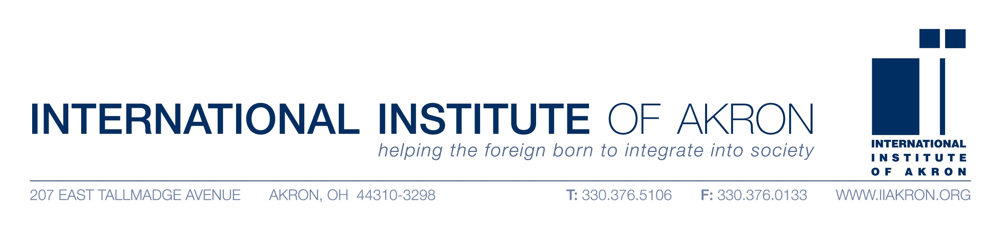 INTERNATIONAL INSTITUTE OF AKRON
helping the foreign born to integrate into society
INTERNATIONAL
INSTITUTE
OF AKRON
207 EAST TALLMADGE AVENUE AKRON, OH 44310-3298 T: 330.376.5106 F: 330.376.0133 WWW.IIAKRON.ORG